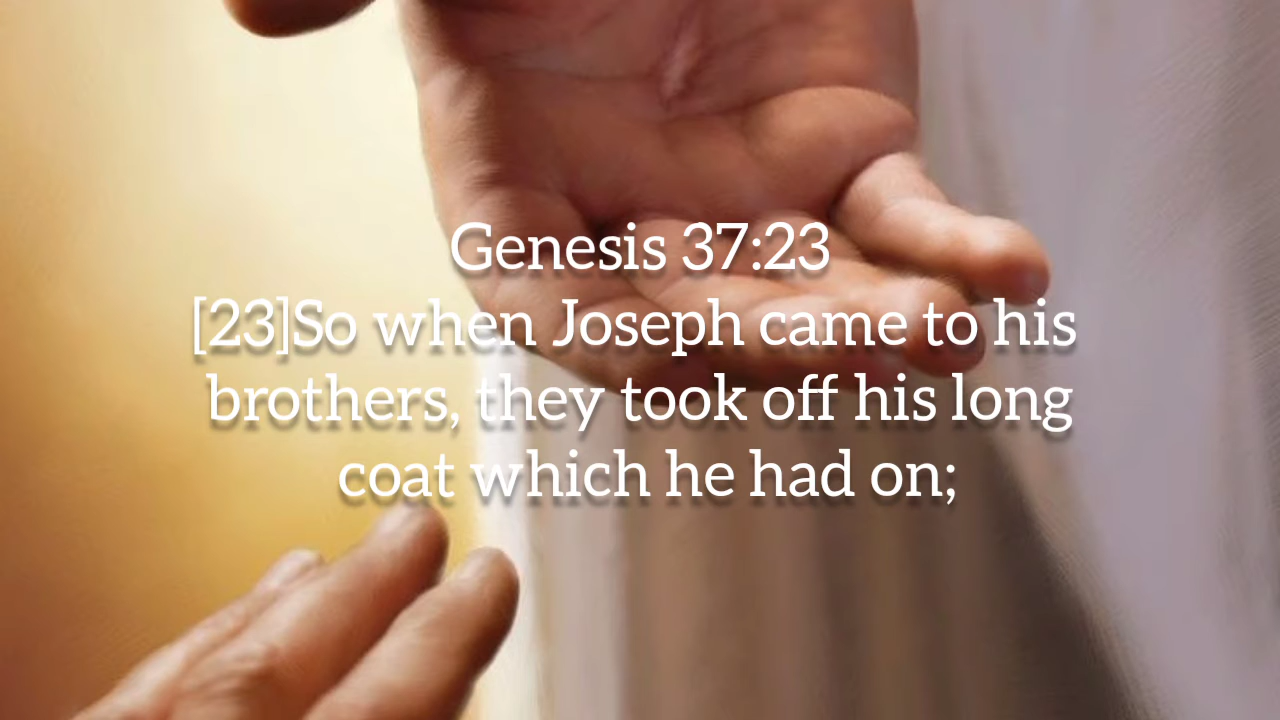 Genesis 37:23
[23]So when Joseph came to his
brothers, they took off his long
coat which he had on;